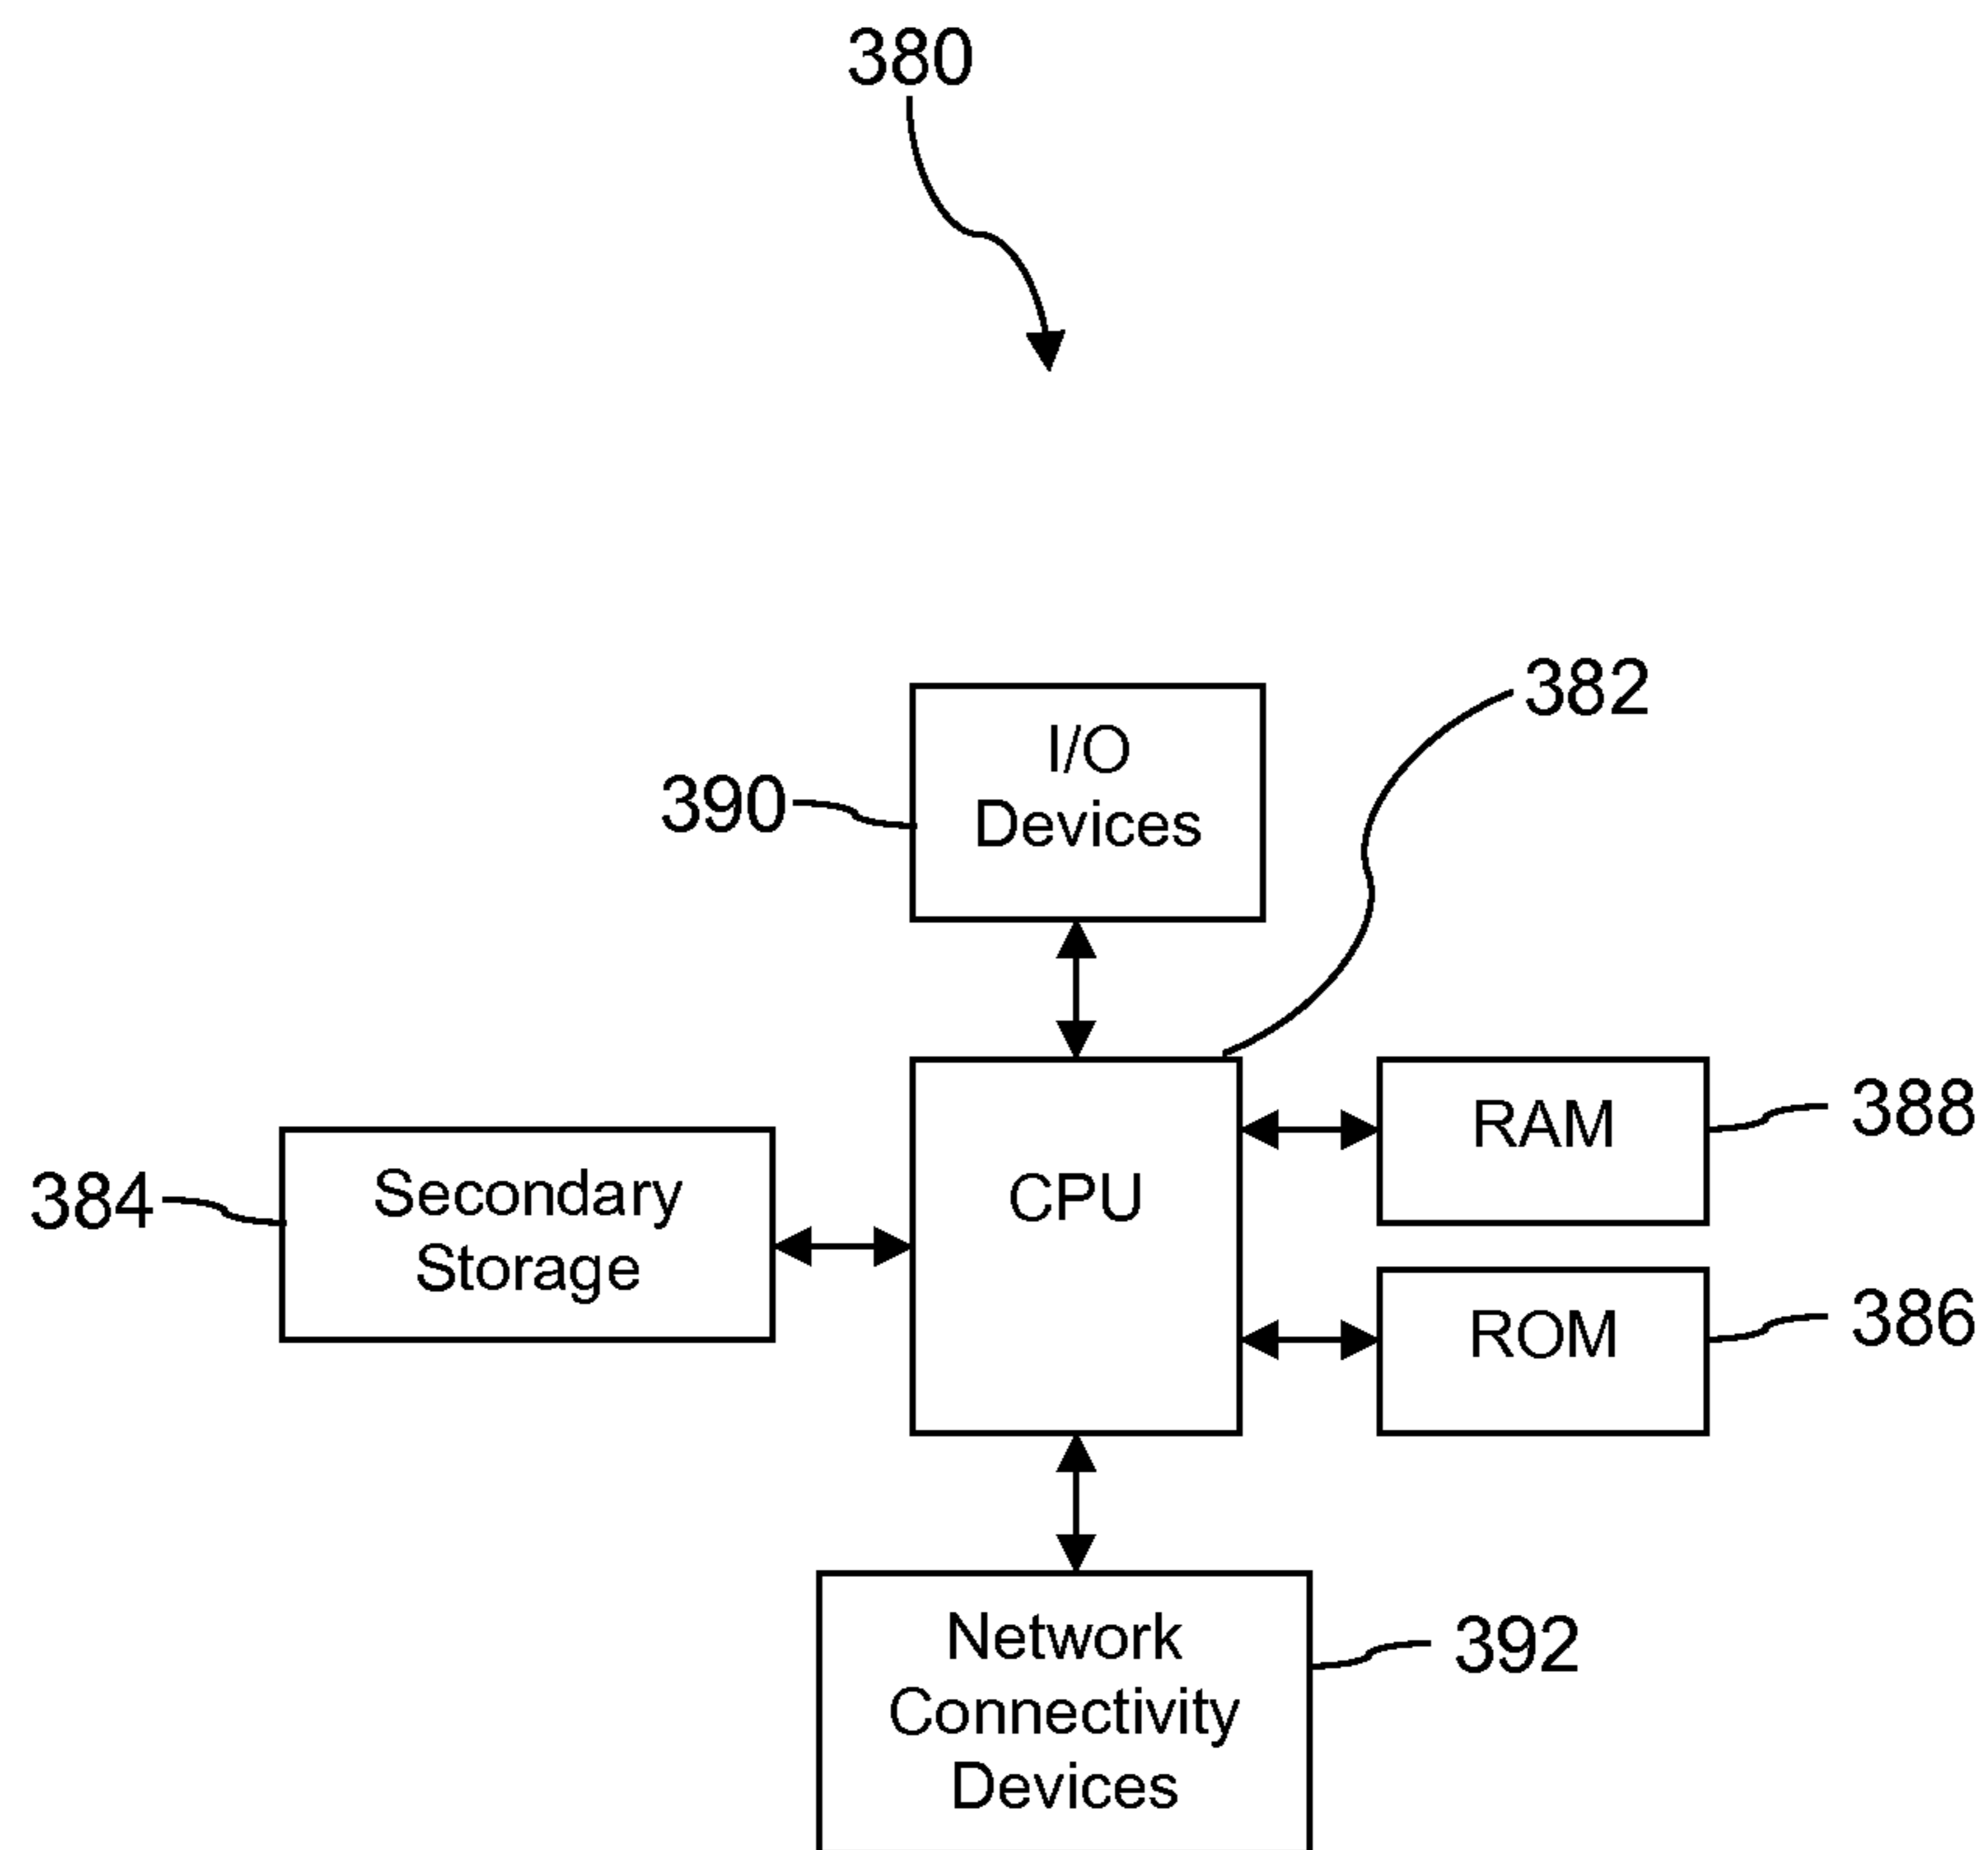 380
382
I/O
Devices
390
RAM
388
CPU
Secondary
Storage
384
ROM
386
Network
Connectivity
Devices
392